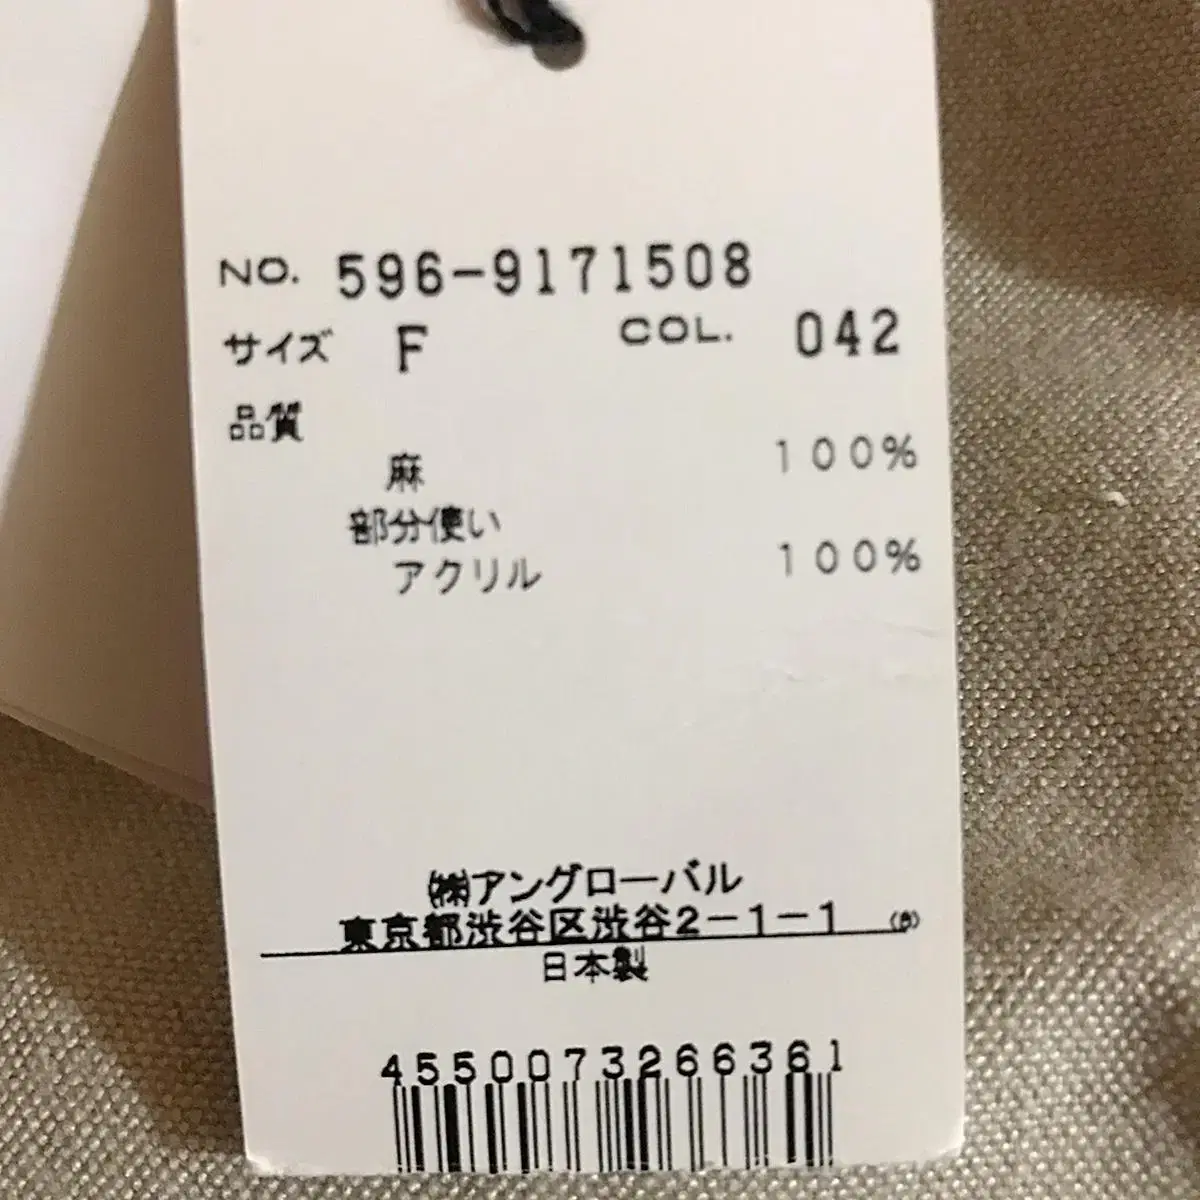 NO. 596-9171508
サイズ F COL. 042
品質
麻 100%
部分使い
アクリル 100%
㈱アングローバル
東京都渋谷区渋谷2-1-1
日本製
4550073266361